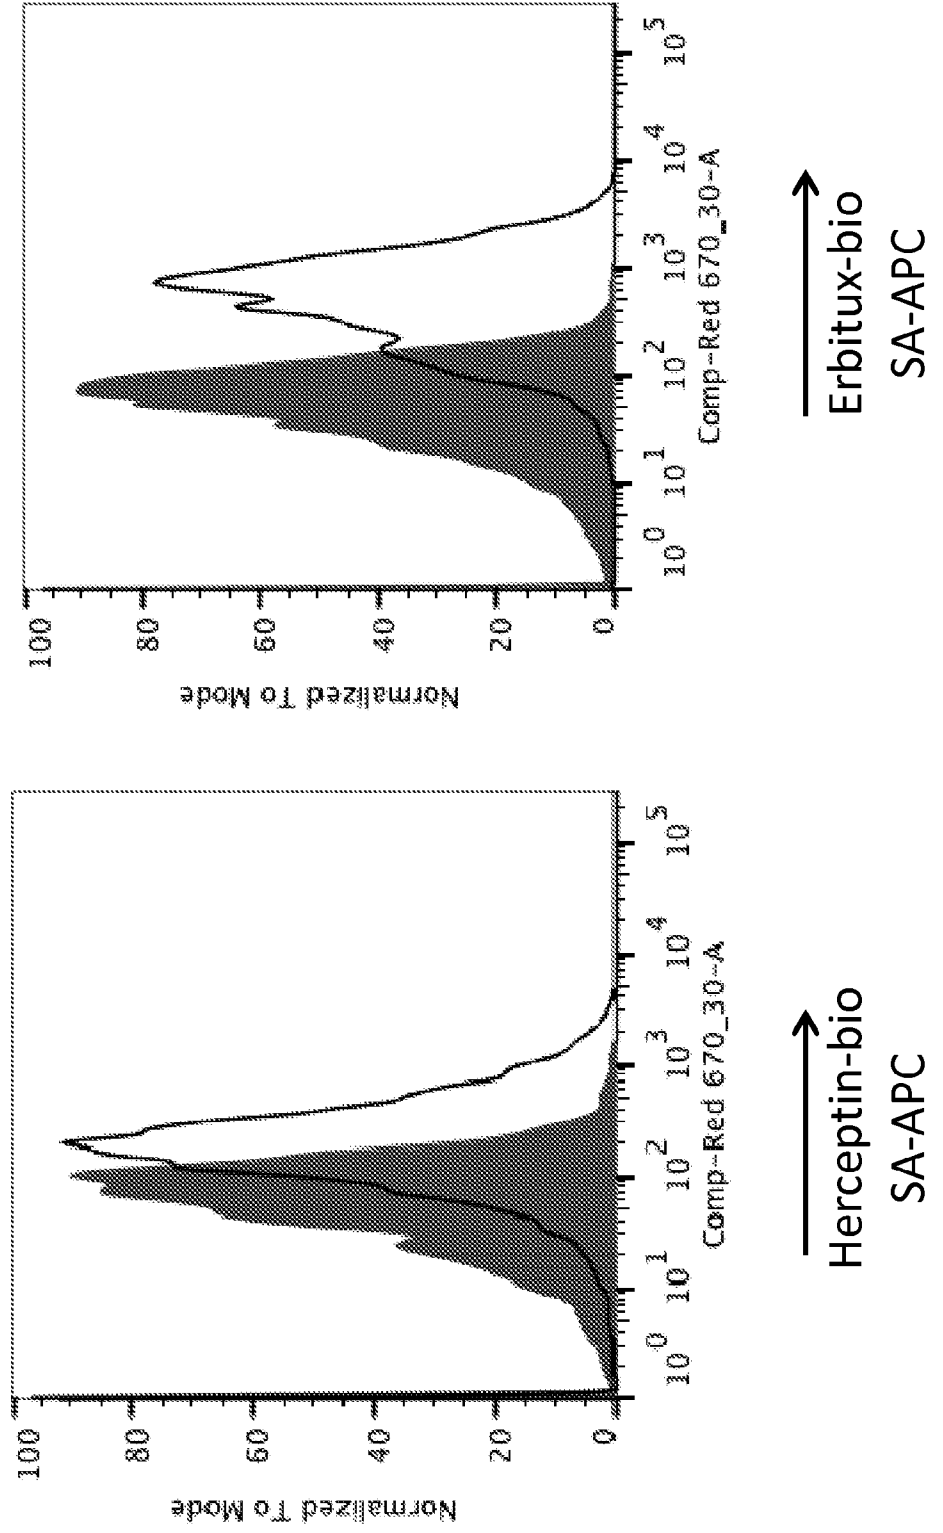 100
80
60
40
20
0
Normalized To Mode
10^0 10^1 10^2 10^3 10^4 10^5
Comp-Red 670_30-A
Herceptin-bio
SA-APC
100
80
60
40
20
0
Normalized To Mode
10^0 10^1 10^2 10^3 10^4 10^5
Comp-Red 670_30-A
Erbitux-bio
SA-APC